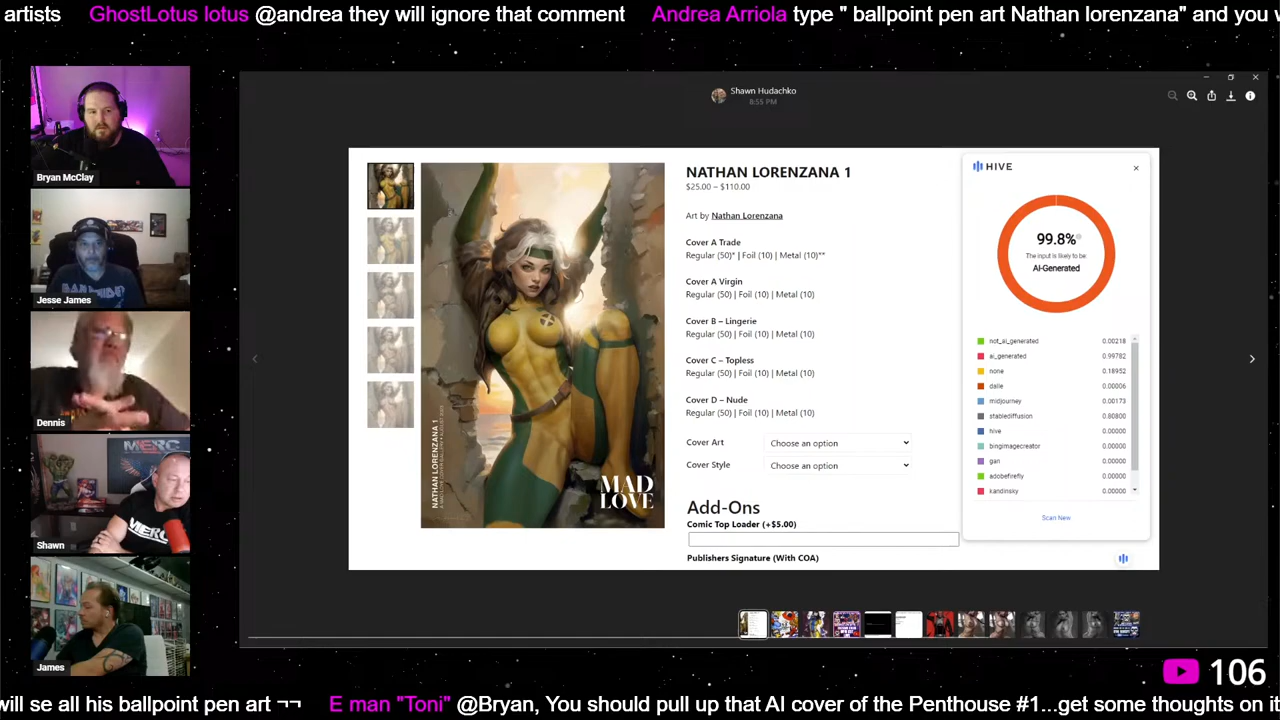 artists GhostLotus lotus @andrea they will ignore that comment Andrea Arriola type " ballpoint pen art Nathan lorenzana" and you v
Bryan McClay
Jesse James
Dennis
MERC
MERC
Shawn
James
Shawn Hudachko
8:55 PM
NATHAN LORENZANA 1
MAD
LOVE
NATHAN LORENZANA 1
$25.00 – $110.00
Art by Nathan Lorenzana
Cover A Trade
Regular (50)* | Foil (10) | Metal (10)**
Cover A Virgin
Regular (50) | Foil (10) | Metal (10)
Cover B – Lingerie
Regular (50) | Foil (10) | Metal (10)
Cover C – Topless
Regular (50) | Foil (10) | Metal (10)
Cover D – Nude
Regular (50) | Foil (10) | Metal (10)
Cover Art Choose an option
Cover Style Choose an option
Add-Ons
Comic Top Loader (+$5.00)
Publishers Signature (With COA)
HIVE
99.8%
The input is likely to be:
AI-Generated
not_ai_generated 0.00218
ai_generated 0.99782
none 0.18952
dalle 0.00006
midjourney 0.00173
stablediffusion 0.80800
hive 0.00000
bingimagecreator 0.00000
gan 0.00000
adobefirefly 0.00000
kandinsky 0.00000
Scan New
106
will se all his ballpoint pen art ¬¬ E man "Toni" @Bryan, You should pull up that AI cover of the Penthouse #1...get some thoughts on it